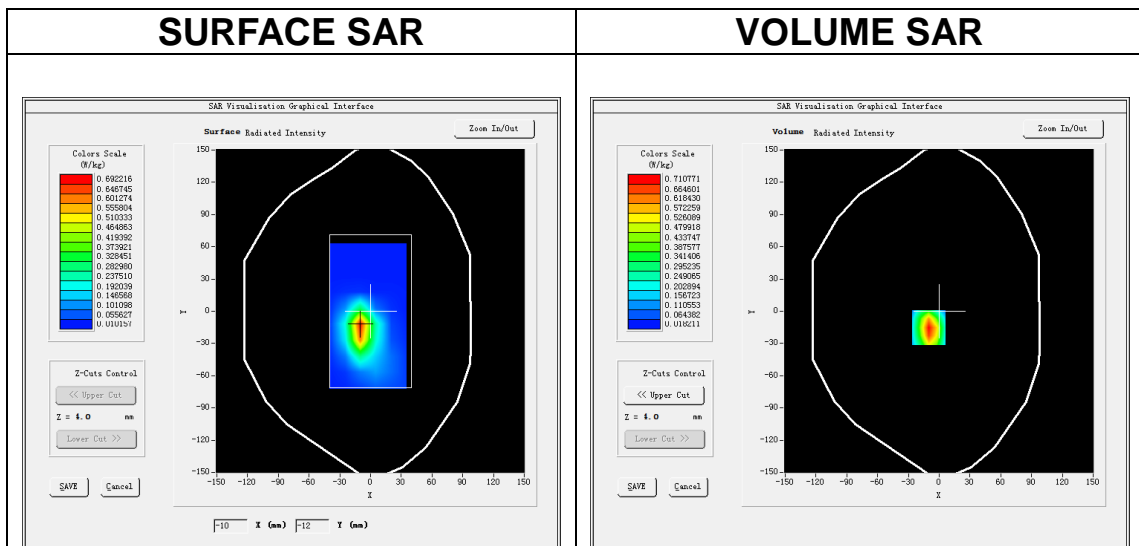 SURFACE SAR
VOLUME SAR
SAR Visualisation Graphical Interface
Surface Radiated Intensity
Zoom In/Out
Colors Scale
(W/kg)
0.692216
0.646745
0.601274
0.555804
0.510333
0.464863
0.419392
0.373921
0.328451
0.282980
0.237510
0.192039
0.146568
0.101098
0.055627
0.010157
150
120
90
60
30
0
-30
-60
-90
-120
-150
Y
-150 -120 -90 -60 -30 0 30 60 90 120 150
X
Z-Cuts Control
<< Upper Cut
Z = 4.0 mm
Lower Cut >>
SAVE Cancel
-10 X (mm) -12 Y (mm)
SAR Visualisation Graphical Interface
Volume Radiated Intensity
Zoom In/Out
Colors Scale
(W/kg)
0.710771
0.664601
0.618430
0.572259
0.526089
0.479918
0.433747
0.387577
0.341406
0.295235
0.249065
0.202894
0.156723
0.110553
0.064382
0.018211
150
120
90
60
30
0
-30
-60
-90
-120
-150
Y
-150 -120 -90 -60 -30 0 30 60 90 120 150
X
Z-Cuts Control
<< Upper Cut
Z = 4.0 mm
Lower Cut >>
SAVE Cancel